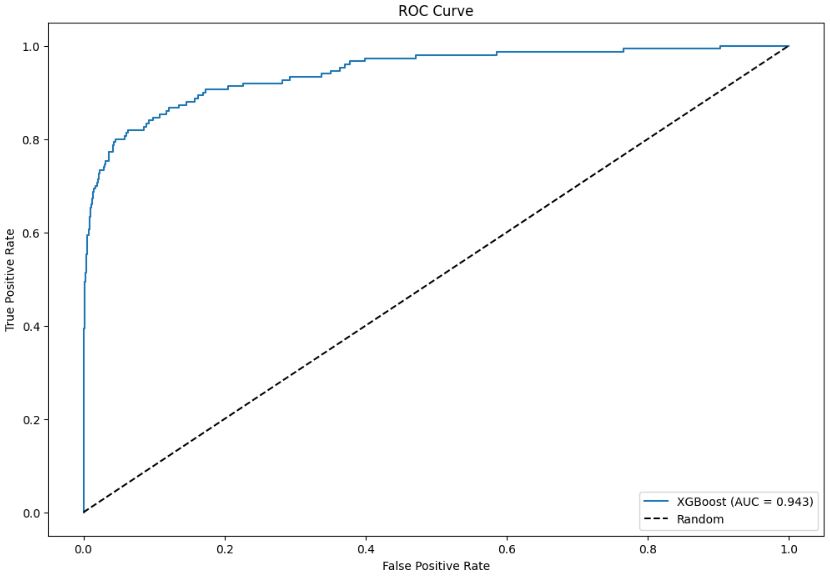 ROC Curve
1.0
0.8
0.6
0.4
0.2
0.0
True Positive Rate
0.0 0.2 0.4 0.6 0.8 1.0
False Positive Rate
XGBoost (AUC = 0.943)
Random